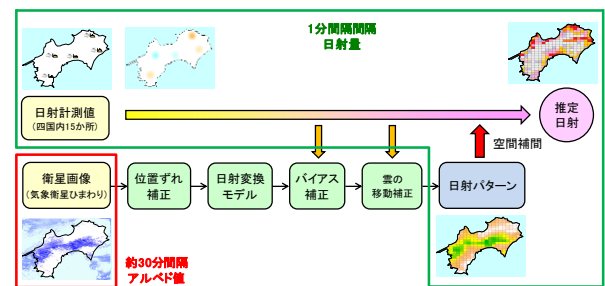 1分間隔間隔
日射量
日射計測値
(四国内15か所)
推定
日射
空間補間
衛星画像
(気象衛星ひまわり)
位置ずれ
補正
日射変換
モデル
バイアス
補正
雲の
移動補正
日射パターン
約30分間隔
アルベド値